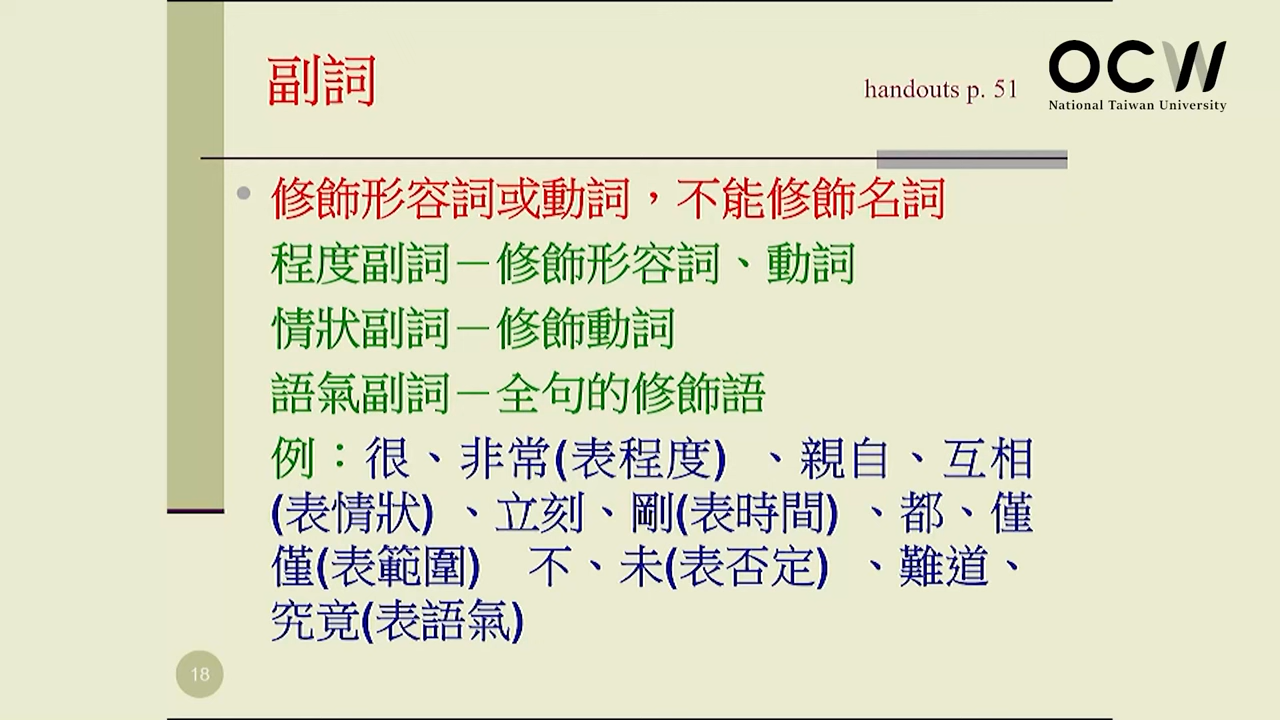 副詞
handouts p. 51
OCW
National Taiwan University
修飾形容詞或動詞，不能修飾名詞
程度副詞－修飾形容詞、動詞
情狀副詞－修飾動詞
語氣副詞－全句的修飾語
例：很、非常(表程度) 、親自、互相
(表情狀) 、立刻、剛(表時間) 、都、僅
僅(表範圍)　不、未(表否定) 、難道、
究竟(表語氣)
18